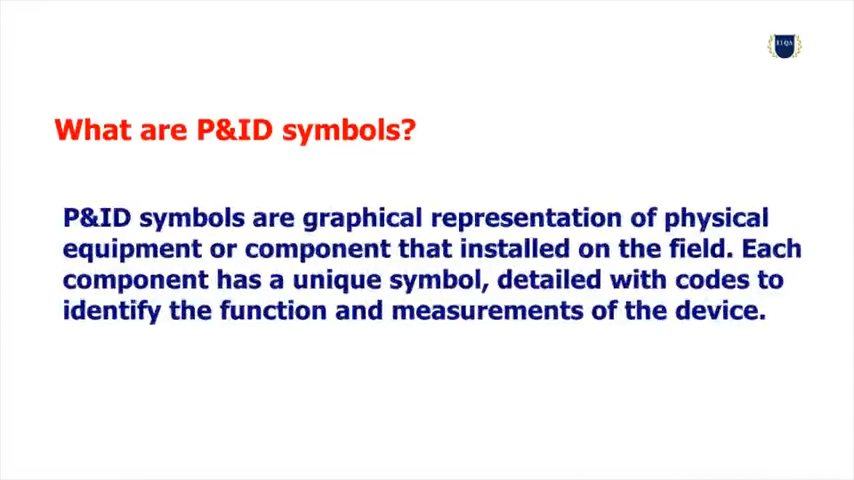 What are P&ID symbols?
P&ID symbols are graphical representation of physical
equipment or component that installed on the field. Each
component has a unique symbol, detailed with codes to
identify the function and measurements of the device.